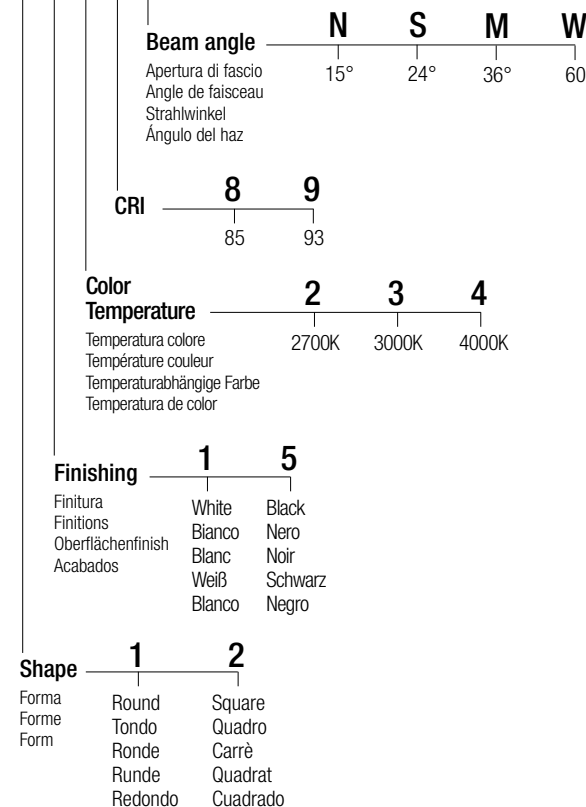 N S M W
Beam angle
15° 24° 36° 60
Apertura di fascio
Angle de faisceau
Strahlwinkel
Ángulo del haz
8 9
CRI
85 93
Color
Temperature
2 3 4
2700K 3000K 4000K
Temperatura colore
Température couleur
Temperaturabhängige Farbe
Temperatura de color
1 5
Finishing
Finitura
Finitions
Oberflächenfinish
Acabados
White Black
Bianco Nero
Blanc Noir
Weiß Schwarz
Blanco Negro
1 2
Shape
Forma
Forme
Form
Round Square
Tondo Quadro
Ronde Carrè
Runde Quadrat
Redondo Cuadrado